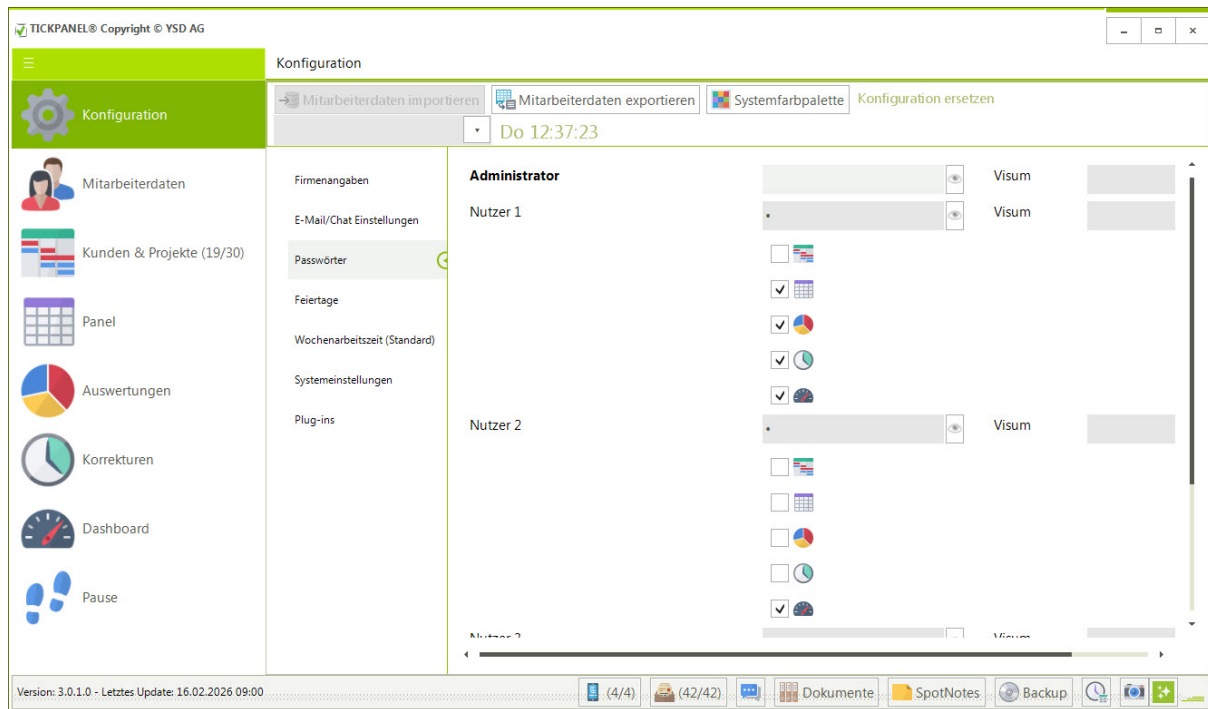 TICKPANEL® Copyright © YSD AG
Konfiguration
Konfiguration
Mitarbeiterdaten importieren
Mitarbeiterdaten exportieren
Systemfarbpalette
Konfiguration ersetzen
Do 12:37:23
Mitarbeiterdaten
Kunden & Projekte (19/30)
Panel
Auswertungen
Korrekturen
Dashboard
Pause
Firmenangaben
E-Mail/Chat Einstellungen
Passwörter
Feiertage
Wochenarbeitszeit (Standard)
Systemeinstellungen
Plug-ins
Administrator Visum
Nutzer 1 Visum
Nutzer 2 Visum
Nutzer 3 Visum
Version: 3.0.1.0 - Letztes Update: 16.02.2026 09:00
(4/4)
(42/42)
Dokumente
SpotNotes
Backup